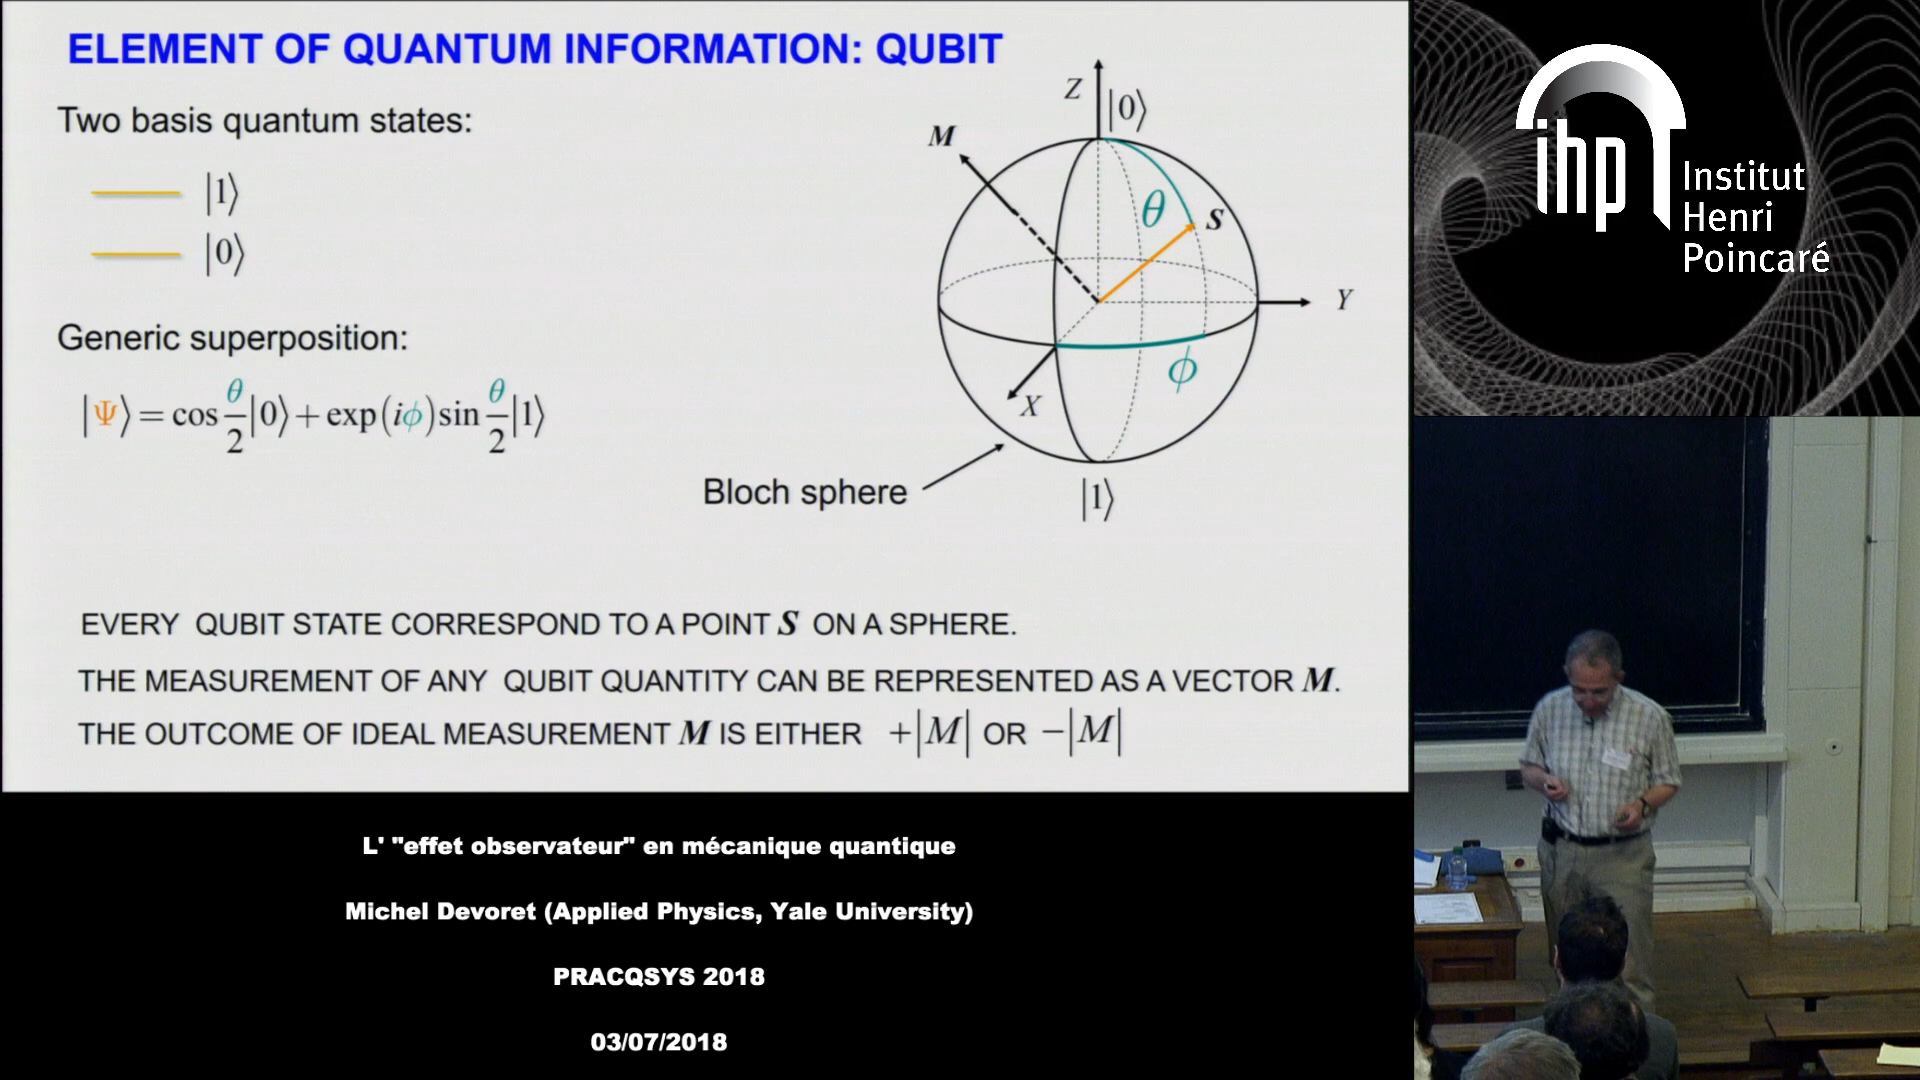 ELEMENT OF QUANTUM INFORMATION: QUBIT
Two basis quantum states:
|1⟩
|0⟩
Generic superposition:
|Ψ⟩ = cos θ/2 |0⟩ + exp(iϕ) sin θ/2 |1⟩
Z
|0⟩
M
θ
S
Y
ϕ
X
Bloch sphere
|1⟩
EVERY QUBIT STATE CORRESPOND TO A POINT S ON A SPHERE.
THE MEASUREMENT OF ANY QUBIT QUANTITY CAN BE REPRESENTED AS A VECTOR M.
THE OUTCOME OF IDEAL MEASUREMENT M IS EITHER +|M| OR −|M|
ihp
Institut
Henri
Poincaré
L' "effet observateur" en mécanique quantique
Michel Devoret (Applied Physics, Yale University)
PRACQSYS 2018
03/07/2018